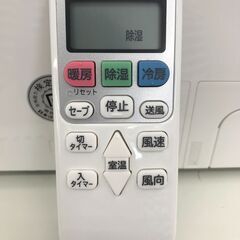 除湿
暖房 除湿 冷房
リセット
セーブ 停止 送風
切タイマー 風速
室温
入タイマー 風向